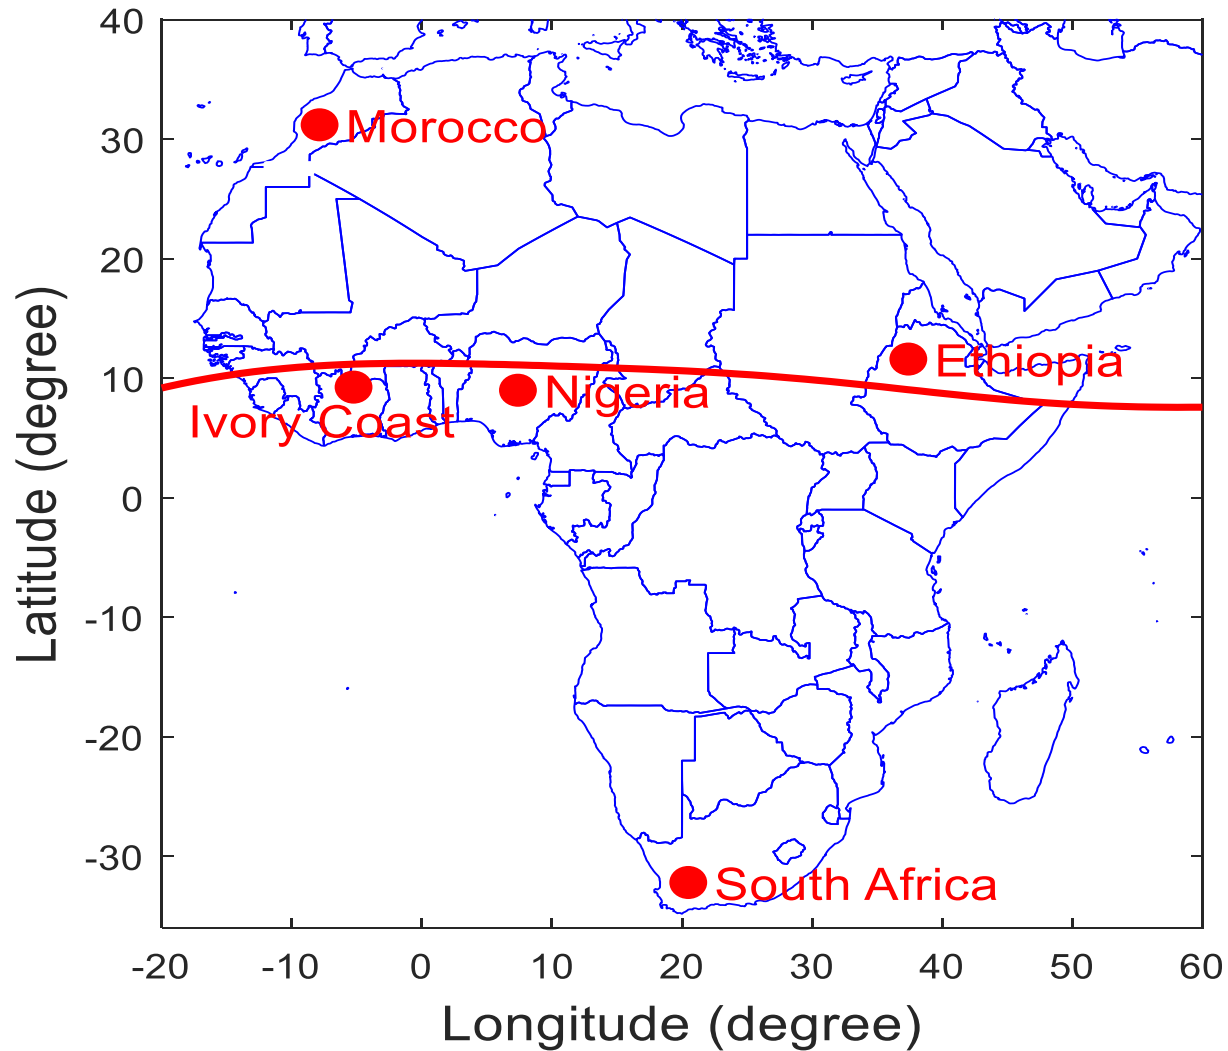 40
30
20
10
0
-10
-20
-30
Latitude (degree)
Morocco
Ethiopia
Nigeria
Ivory Coast
South Africa
-20 -10 0 10 20 30 40 50 60
Longitude (degree)